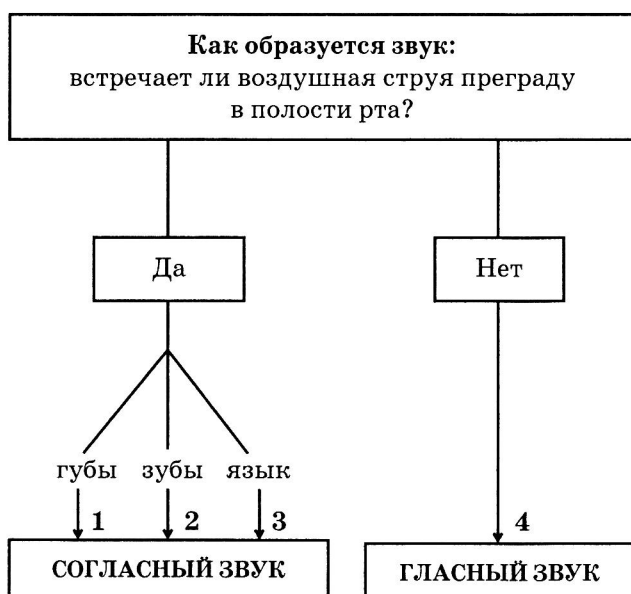 Как образуется звук:
встречает ли воздушная струя преграду
в полости рта?
Да
Нет
губы зубы язык
1 2 3 4
СОГЛАСНЫЙ ЗВУК
ГЛАСНЫЙ ЗВУК